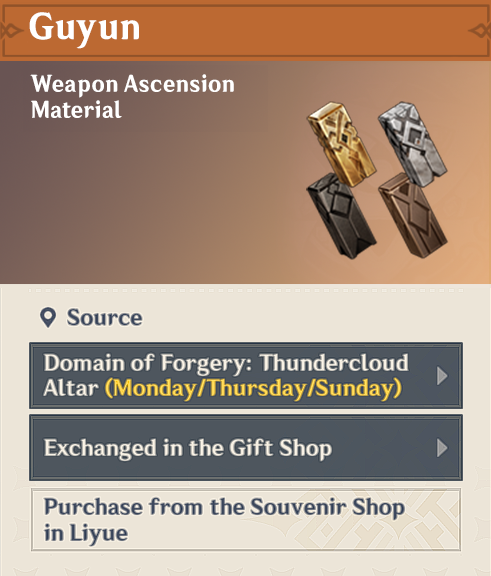 Guyun
Weapon Ascension
Material
Source
Domain of Forgery: Thundercloud
Altar (Monday/Thursday/Sunday)
Exchanged in the Gift Shop
Purchase from the Souvenir Shop
in Liyue